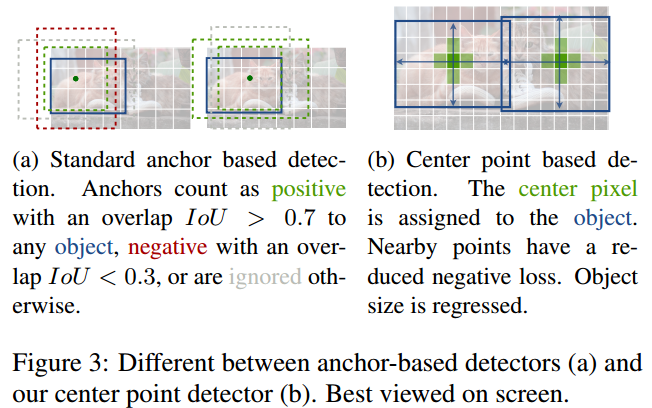 (a) Standard anchor based detec-
tion. Anchors count as positive
with an overlap IoU > 0.7 to
any object, negative with an over-
lap IoU < 0.3, or are ignored oth-
erwise.
(b) Center point based de-
tection. The center pixel
is assigned to the object.
Nearby points have a re-
duced negative loss. Object
size is regressed.
Figure 3: Different between anchor-based detectors (a) and
our center point detector (b). Best viewed on screen.